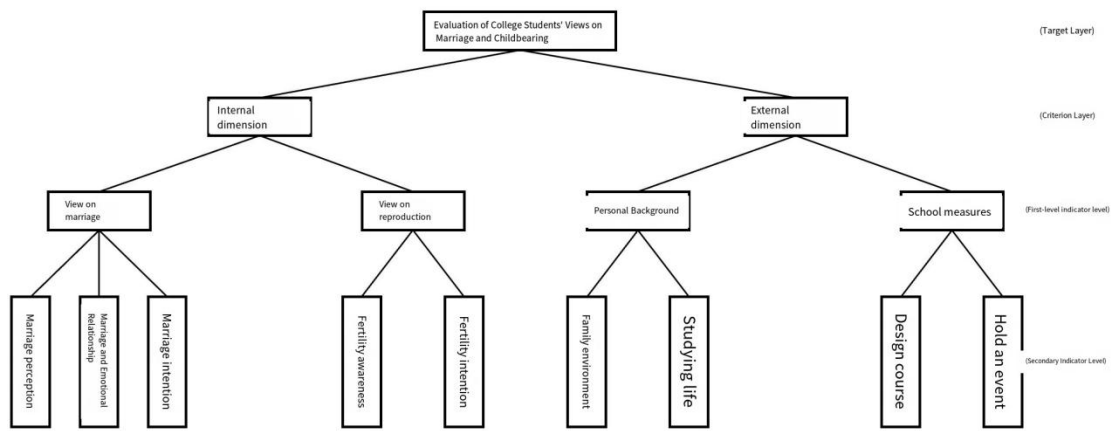 Evaluation of College Students' Views on
Marriage and Childbearing
(Target Layer)
Internal
dimension
External
dimension
(Criterion Layer)
View on
marriage
View on
reproduction
Personal Background
School measures
(First-level indicator level)
Marriage perception
Marriage and Emotional
Relationship
Marriage intention
Fertility awareness
Fertility intention
Family environment
Studying life
Design course
Hold an event
(Secondary Indicator Level)